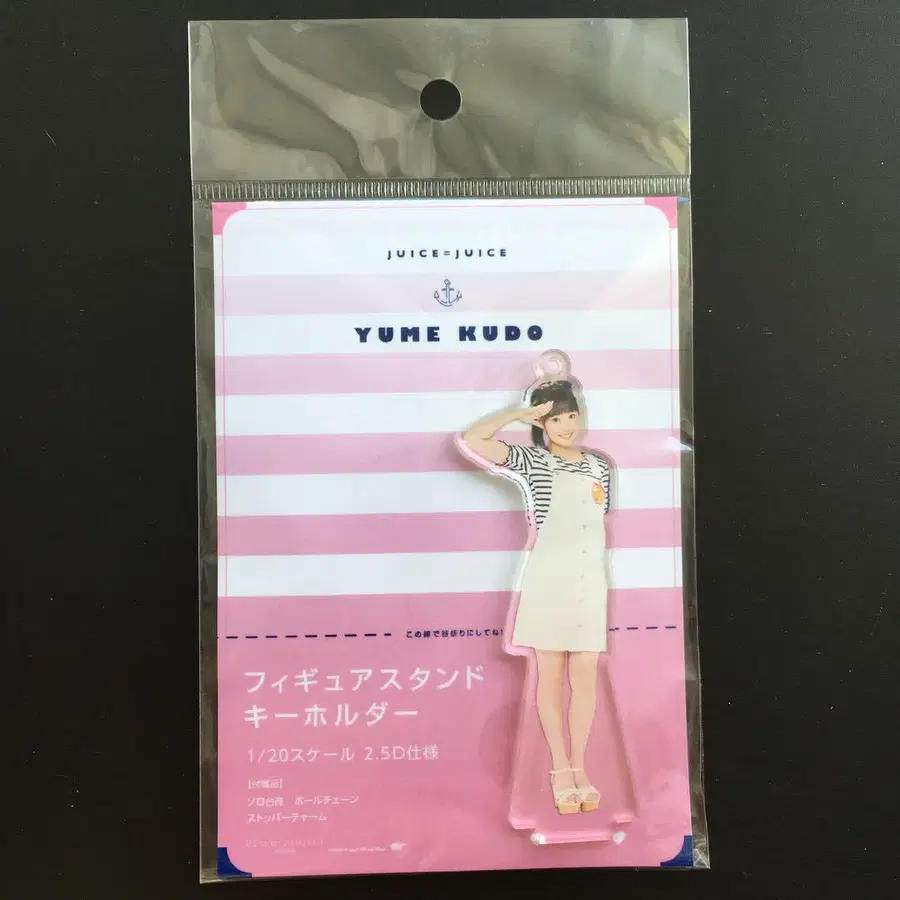 JUICE=JUICE
YUME KUDO
この線で谷折りにしてね!
フィギュアスタンド
キーホルダー
1/20スケール 2.5D仕様
【付属品】
ソロ台座 ボールチェーン
ストッパーチャーム